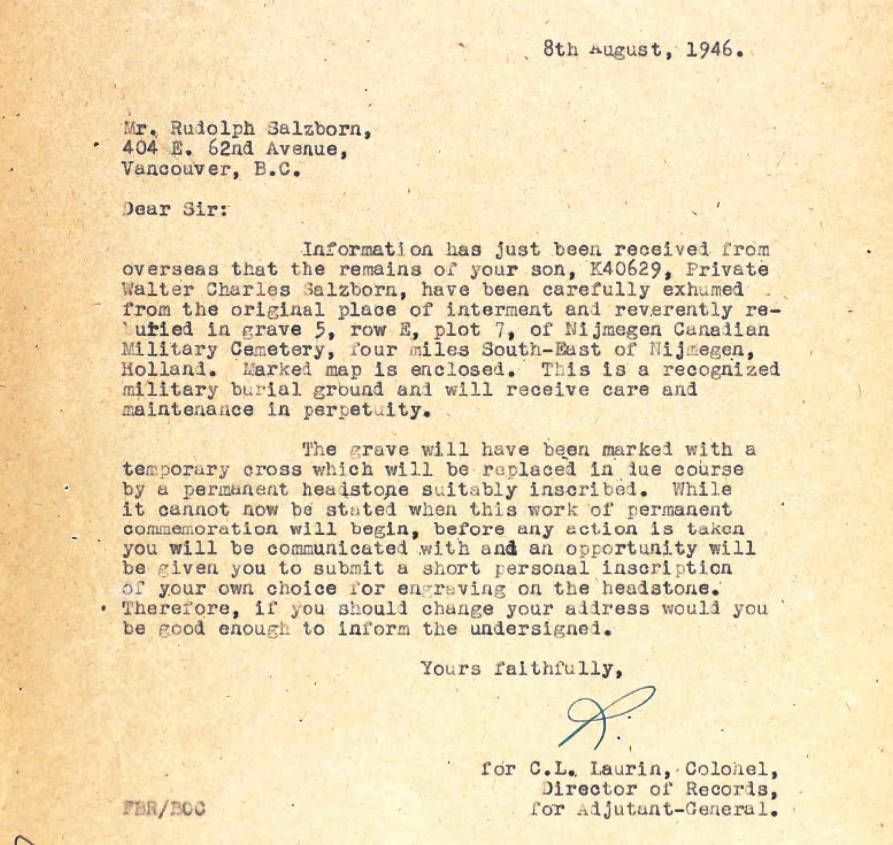 8th August, 1946.
Mr. Rudolph Salzborn,
404 E. 62nd Avenue,
Vancouver, B.C.
Dear Sir:
Information has just been received from
overseas that the remains of your son, K40629, Private
Walter Charles Salzborn, have been carefully exhumed
from the original place of interment and reverently re-
buried in grave 5, row E, plot 7, of Nijmegen Canadian
Military Cemetery, four miles South-East of Nijmegen,
Holland. Marked map is enclosed. This is a recognized
military burial ground and will receive care and
maintenance in perpetuity.
The grave will have been marked with a
temporary cross which will be replaced in due course
by a permanent headstone suitably inscribed. While
it cannot now be stated when this work of permanent
commemoration will begin, before any action is taken
you will be communicated with and an opportunity will
be given you to submit a short personal inscription
of your own choice for engraving on the headstone.
Therefore, if you should change your address would you
be good enough to inform the undersigned.
Yours faithfully,
R.
for C.L. Laurin, Colonel,
Director of Records,
for Adjutant-General.
FBR/BOC